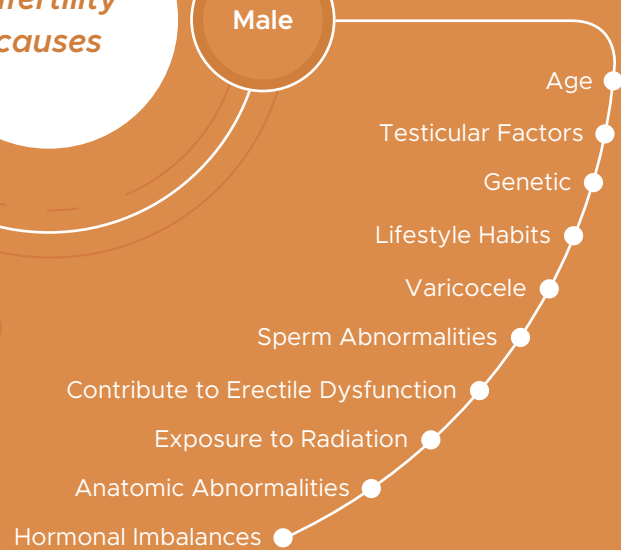 causes
Male
Age
Testicular Factors
Genetic
Lifestyle Habits
Varicocele
Sperm Abnormalities
Contribute to Erectile Dysfunction
Exposure to Radiation
Anatomic Abnormalities
Hormonal Imbalances